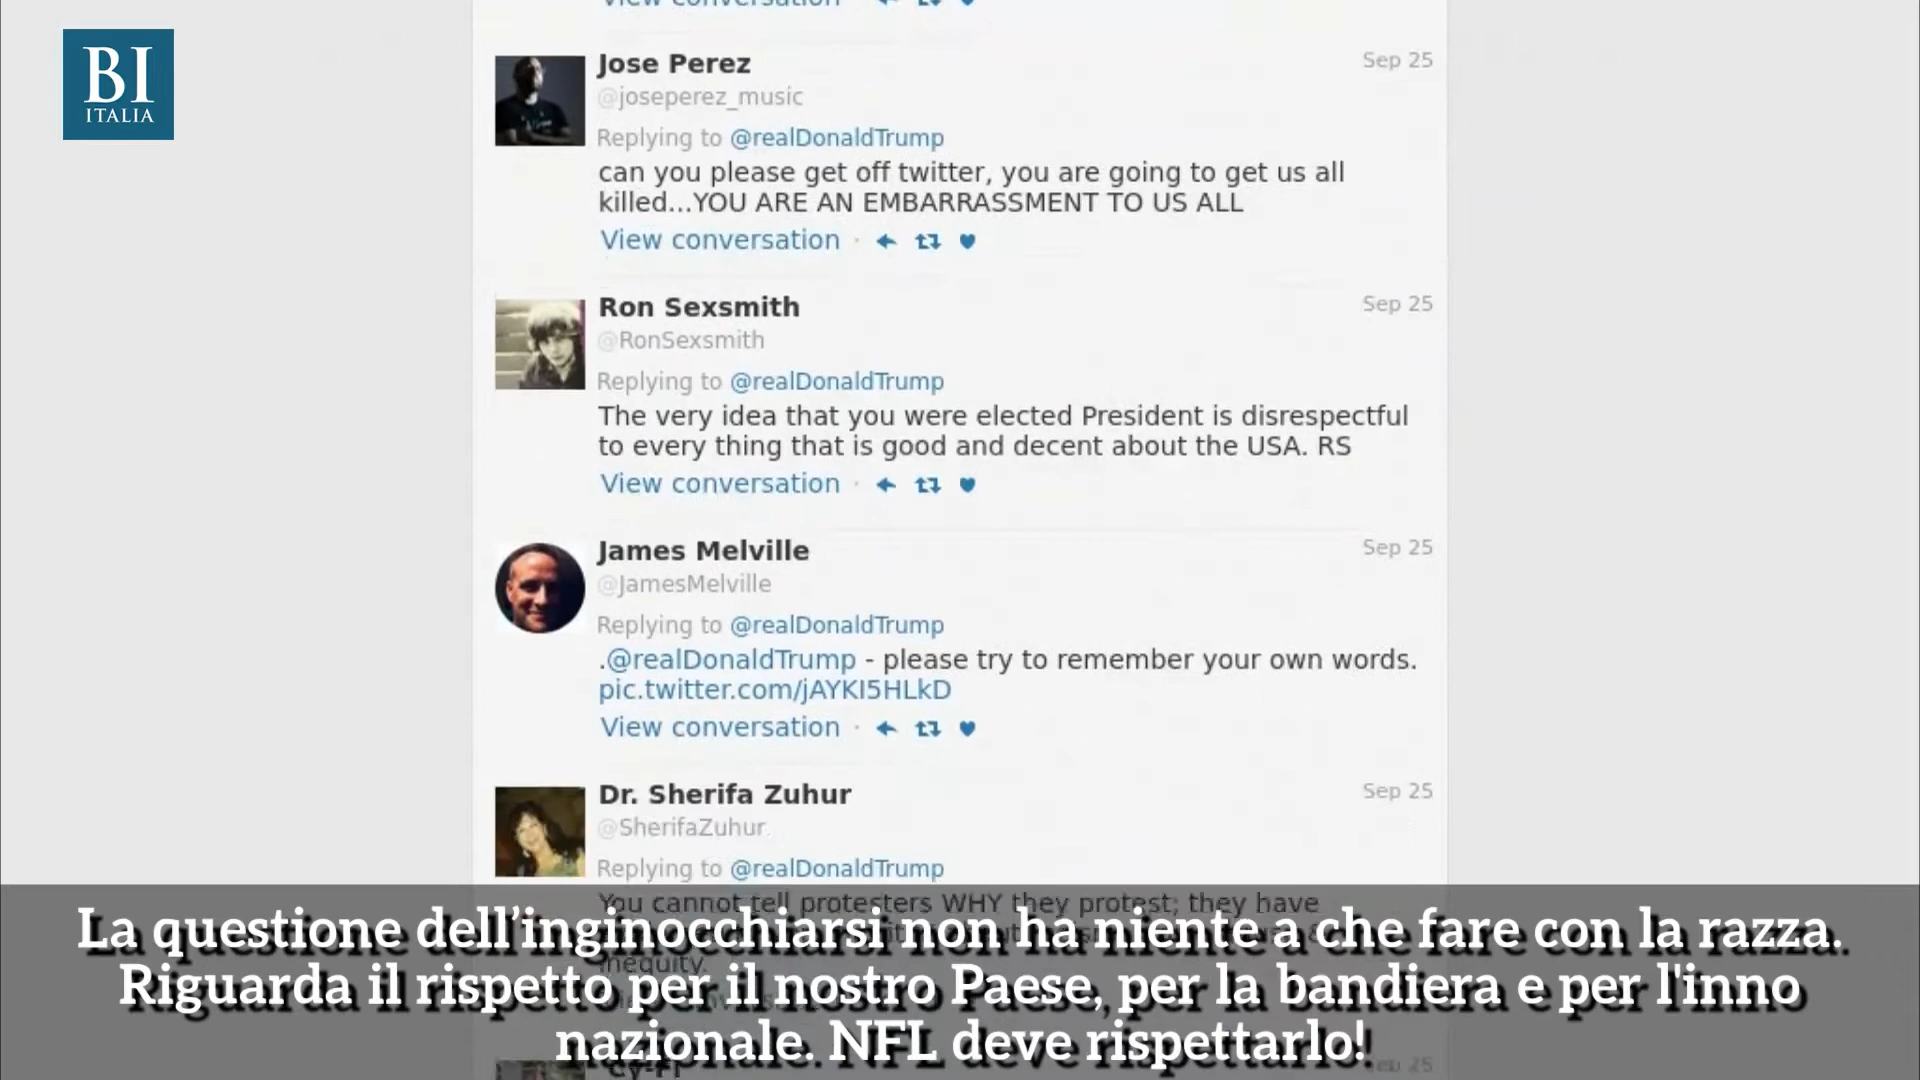 BI
ITALIA
View conversation
Jose Perez
Sep 25
@joseperez_music
Replying to @realDonaldTrump
can you please get off twitter, you are going to get us all
killed...YOU ARE AN EMBARRASSMENT TO US ALL
View conversation ·
Ron Sexsmith
Sep 25
@RonSexsmith
Replying to @realDonaldTrump
The very idea that you were elected President is disrespectful
to every thing that is good and decent about the USA. RS
View conversation ·
James Melville
Sep 25
@JamesMelville
Replying to @realDonaldTrump
.@realDonaldTrump - please try to remember your own words.
pic.twitter.com/jAYKI5HLkD
View conversation ·
Dr. Sherifa Zuhur
Sep 25
@SherifaZuhur
Replying to @realDonaldTrump
You cannot tell protesters WHY they protest; they have
inequity.
Sep 25
La questione dell’inginocchiarsi non ha niente a che fare con la razza.
Riguarda il rispetto per il nostro Paese, per la bandiera e per l'inno
nazionale. NFL deve rispettarlo!